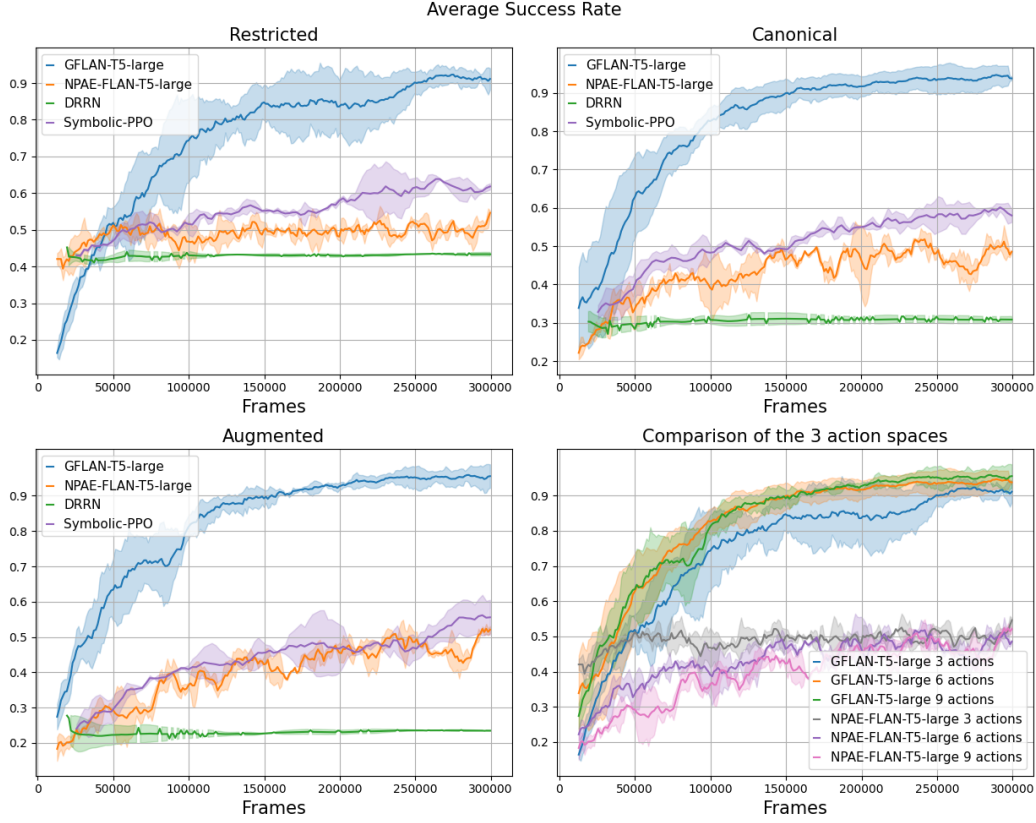 Average Success Rate
Restricted
GFLAN-T5-large
NPAE-FLAN-T5-large
DRRN
Symbolic-PPO
0.9
0.8
0.7
0.6
0.5
0.4
0.3
0.2
0
50000
100000
150000
200000
250000
300000
Frames
Canonical
GFLAN-T5-large
NPAE-FLAN-T5-large
DRRN
Symbolic-PPO
0.9
0.8
0.7
0.6
0.5
0.4
0.3
0.2
0
50000
100000
150000
200000
250000
300000
Frames
Augmented
GFLAN-T5-large
NPAE-FLAN-T5-large
DRRN
Symbolic-PPO
0.9
0.8
0.7
0.6
0.5
0.4
0.3
0.2
0
50000
100000
150000
200000
250000
300000
Frames
Comparison of the 3 action spaces
0.9
0.8
0.7
0.6
0.5
0.4
0.3
0.2
GFLAN-T5-large 3 actions
GFLAN-T5-large 6 actions
GFLAN-T5-large 9 actions
NPAE-FLAN-T5-large 3 actions
NPAE-FLAN-T5-large 6 actions
NPAE-FLAN-T5-large 9 actions
0
50000
100000
150000
200000
250000
300000
Frames